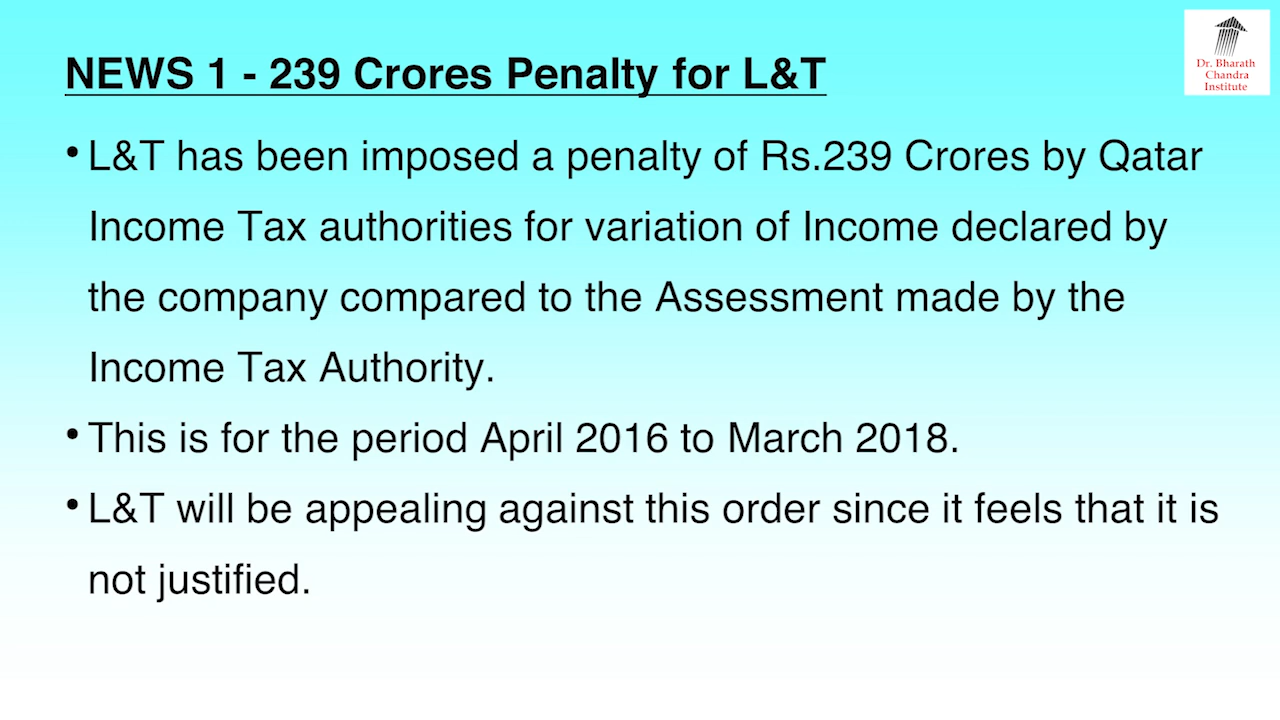 NEWS 1 - 239 Crores Penalty for L&T
Dr. Bharath
Chandra
Institute
• L&T has been imposed a penalty of Rs.239 Crores by Qatar
Income Tax authorities for variation of Income declared by
the company compared to the Assessment made by the
Income Tax Authority.
• This is for the period April 2016 to March 2018.
• L&T will be appealing against this order since it feels that it is
not justified.